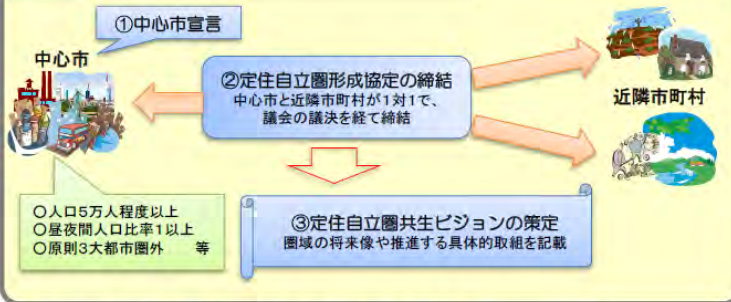 ①中心市宣言
中心市
②定住自立圏形成協定の締結
中心市と近隣市町村が1対1で、
議会の議決を経て締結
近隣市町村
○人口5万人程度以上
○昼夜間人口比率1以上
○原則3大都市圏外　等
③定住自立圏共生ビジョンの策定
圏域の将来像や推進する具体的取組を記載